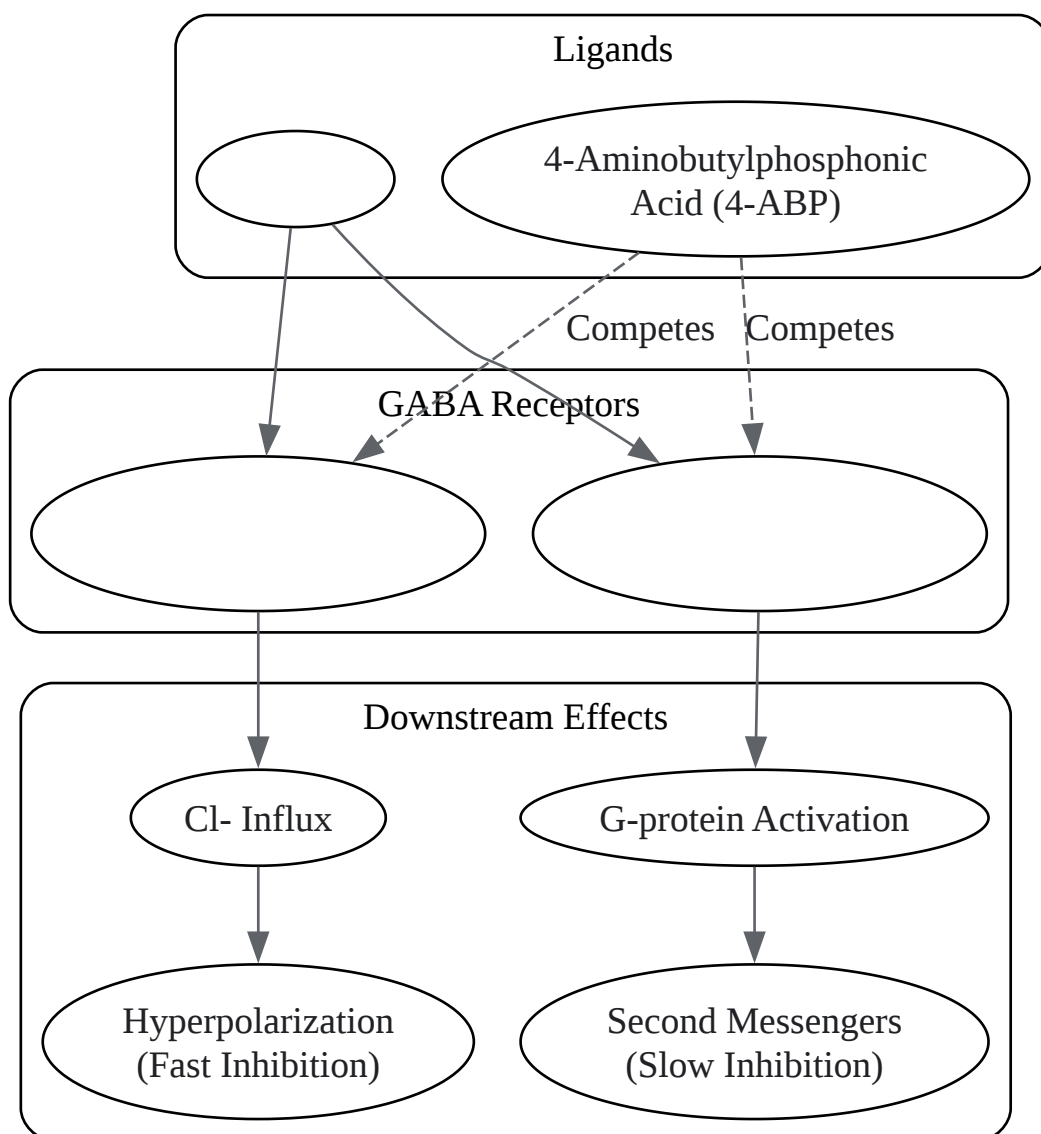 Ligands
4-Aminobutylphosphonic
Acid (4-ABP)
Competes
Competes
GABA Receptors
Downstream Effects
Cl- Influx
G-protein Activation
Hyperpolarization
(Fast Inhibition)
Second Messengers
(Slow Inhibition)